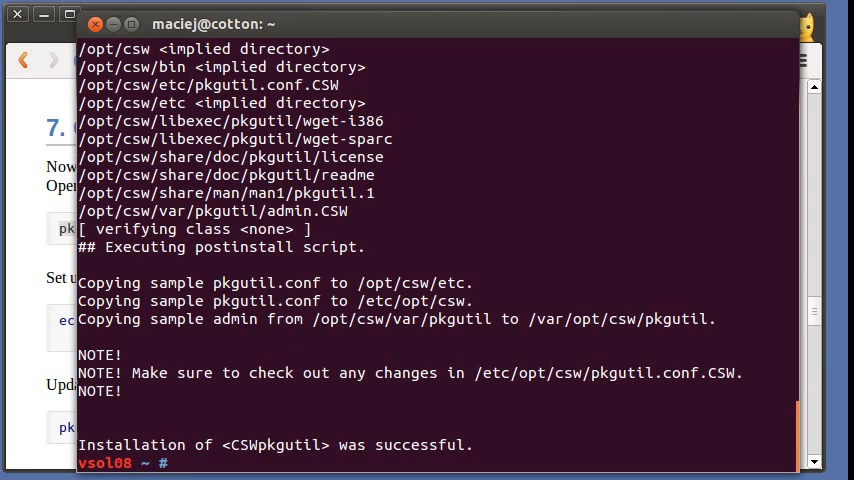 maciej@cotton: ~
/opt/csw <implied directory>
/opt/csw/bin <implied directory>
/opt/csw/etc/pkgutil.conf.CSW
/opt/csw/etc <implied directory>
/opt/csw/libexec/pkgutil/wget-i386
/opt/csw/libexec/pkgutil/wget-sparc
/opt/csw/share/doc/pkgutil/license
/opt/csw/share/doc/pkgutil/readme
/opt/csw/share/man/man1/pkgutil.1
/opt/csw/var/pkgutil/admin.CSW
[ verifying class <none> ]
## Executing postinstall script.
Copying sample pkgutil.conf to /opt/csw/etc.
Copying sample pkgutil.conf to /etc/opt/csw.
Copying sample admin from /opt/csw/var/pkgutil to /var/opt/csw/pkgutil.
NOTE!
NOTE! Make sure to check out any changes in /etc/opt/csw/pkgutil.conf.CSW.
NOTE!
Installation of <CSWpkgutil> was successful.
vsol08 ~ #
7.
Now
Oper
pk
Set u
ec
Upda
pk